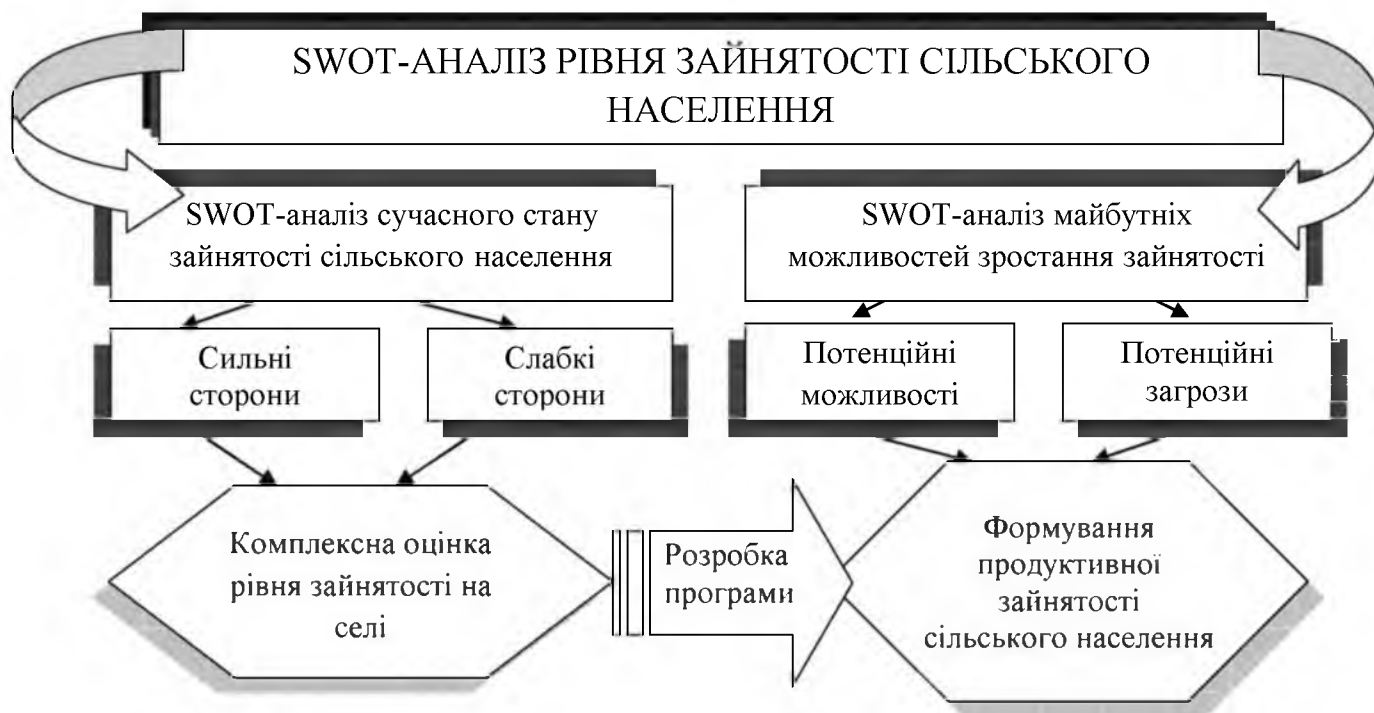 SWOT-АНАЛІЗ РІВНЯ ЗАЙНЯТОСТІ СІЛЬСЬКОГО
НАСЕЛЕННЯ
SWOT-аналіз сучасного стану
зайнятості сільського населення
SWOT-аналіз майбутніх
можливостей зростання зайнятості
Сильні
сторони
Слабкі
сторони
Потенційні
можливості
Потенційні
загрози
Комплексна оцінка
рівня зайнятості на
селі
Розробка
програми
Формування
продуктивної
зайнятості
сільського населення